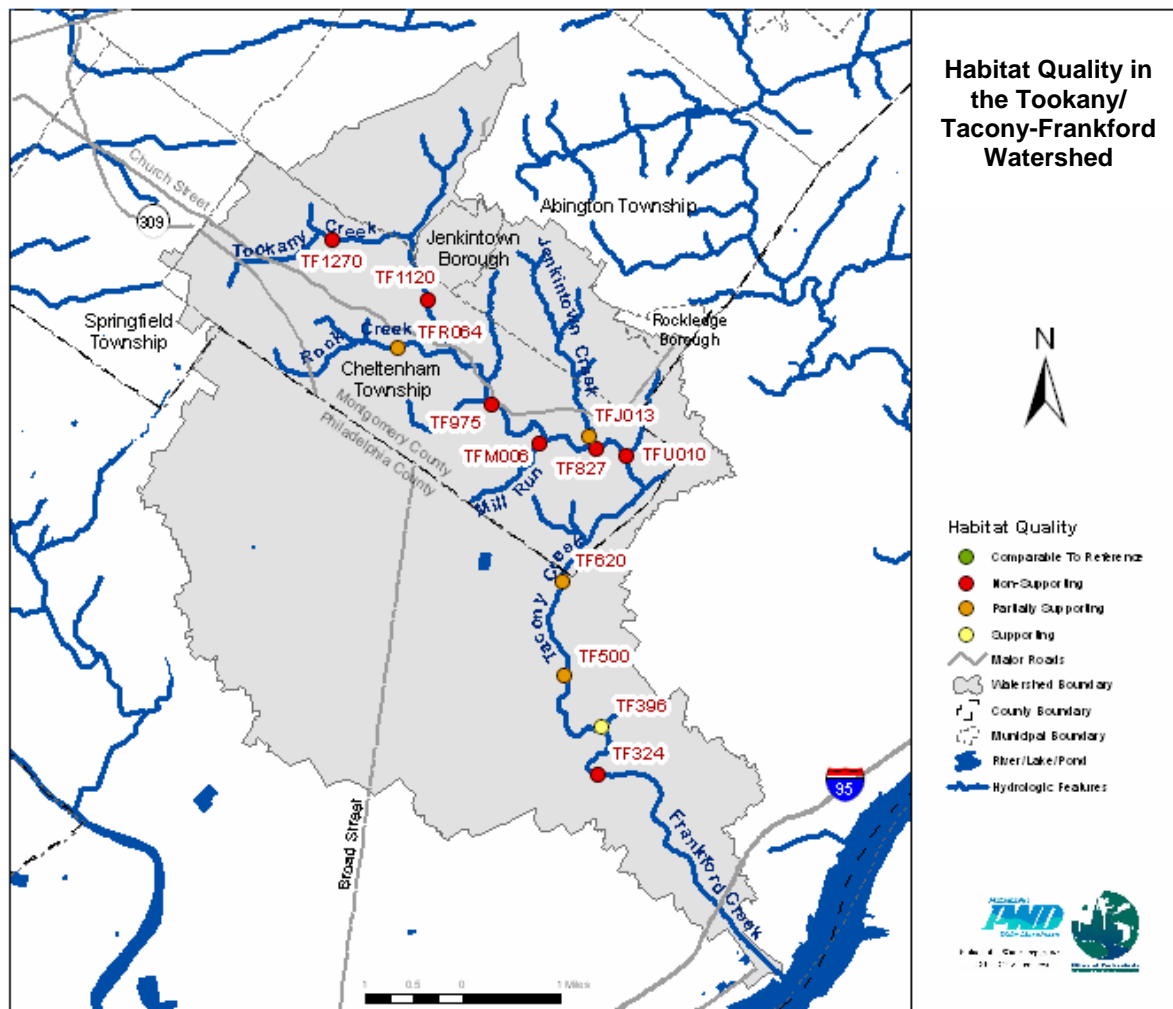 Habitat Quality in
the Tookany/
Tacony-Frankford
Watershed
Church Street
309
Tookany Creek
TF1270
Jenkintown
Borough
Abington Township
Jenkintown Creek
TF1120
Springfield
Township
Rock Creek
TFR064
Rockledge
Borough
Cheltenham
Township
TF975
TFJ013
Montgomery County
Philadelphia County
TFM006
TF827
TFU010
Mill Run
TF620
Tacony Creek
TF500
TF396
TF324
95
Broad Street
Frankford Creek
1 0.5 0 1 Miles
N
Habitat Quality
Comparable To Reference
Non-Supporting
Partially Supporting
Supporting
Major Roads
Watershed Boundary
County Boundary
Municipal Boundary
River/Lake/Pond
Hydrologic Features
PWD